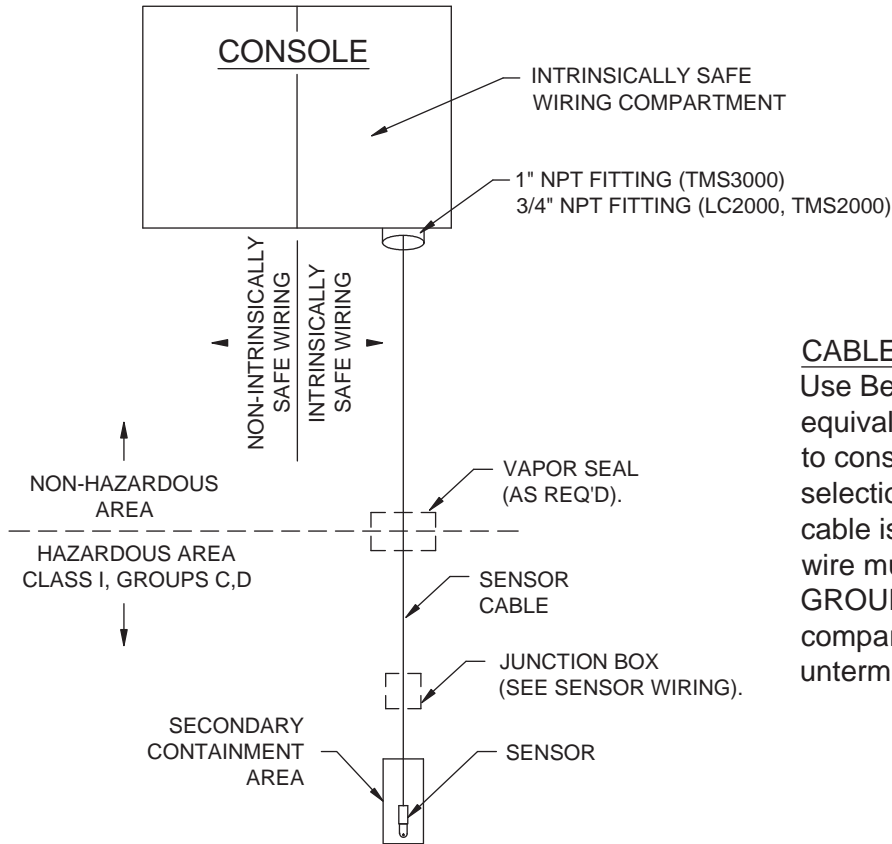 CONSOLE
INTRINSICALLY SAFE
WIRING COMPARTMENT
1" NPT FITTING (TMS3000)
3/4" NPT FITTING (LC2000, TMS2000)
NON-INTRINSICALLY
SAFE WIRING
INTRINSICALLY
SAFE WIRING
NON-HAZARDOUS
AREA
HAZARDOUS AREA
CLASS I, GROUPS C,D
VAPOR SEAL
(AS REQ'D).
SENSOR
CABLE
JUNCTION BOX
(SEE SENSOR WIRING).
SECONDARY
CONTAINMENT
AREA
SENSOR
CABLE
Use Be
equival
to cons
selectio
cable is
wire mu
GROUI
compar
unterm